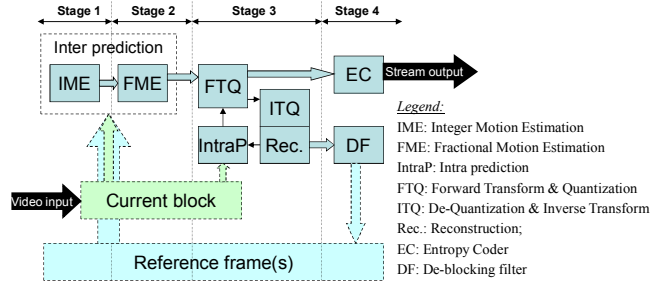 Stage 1 Stage 2 Stage 3 Stage 4
Inter prediction
IME FME FTQ EC
Stream output
ITQ
IntraP Rec. DF
Video input
Current block
Reference frame(s)
Legend:
IME: Integer Motion Estimation
FME: Fractional Motion Estimation
IntraP: Intra prediction
FTQ: Forward Transform & Quantization
ITQ: De-Quantization & Inverse Transform
Rec.: Reconstruction;
EC: Entropy Coder
DF: De-blocking filter